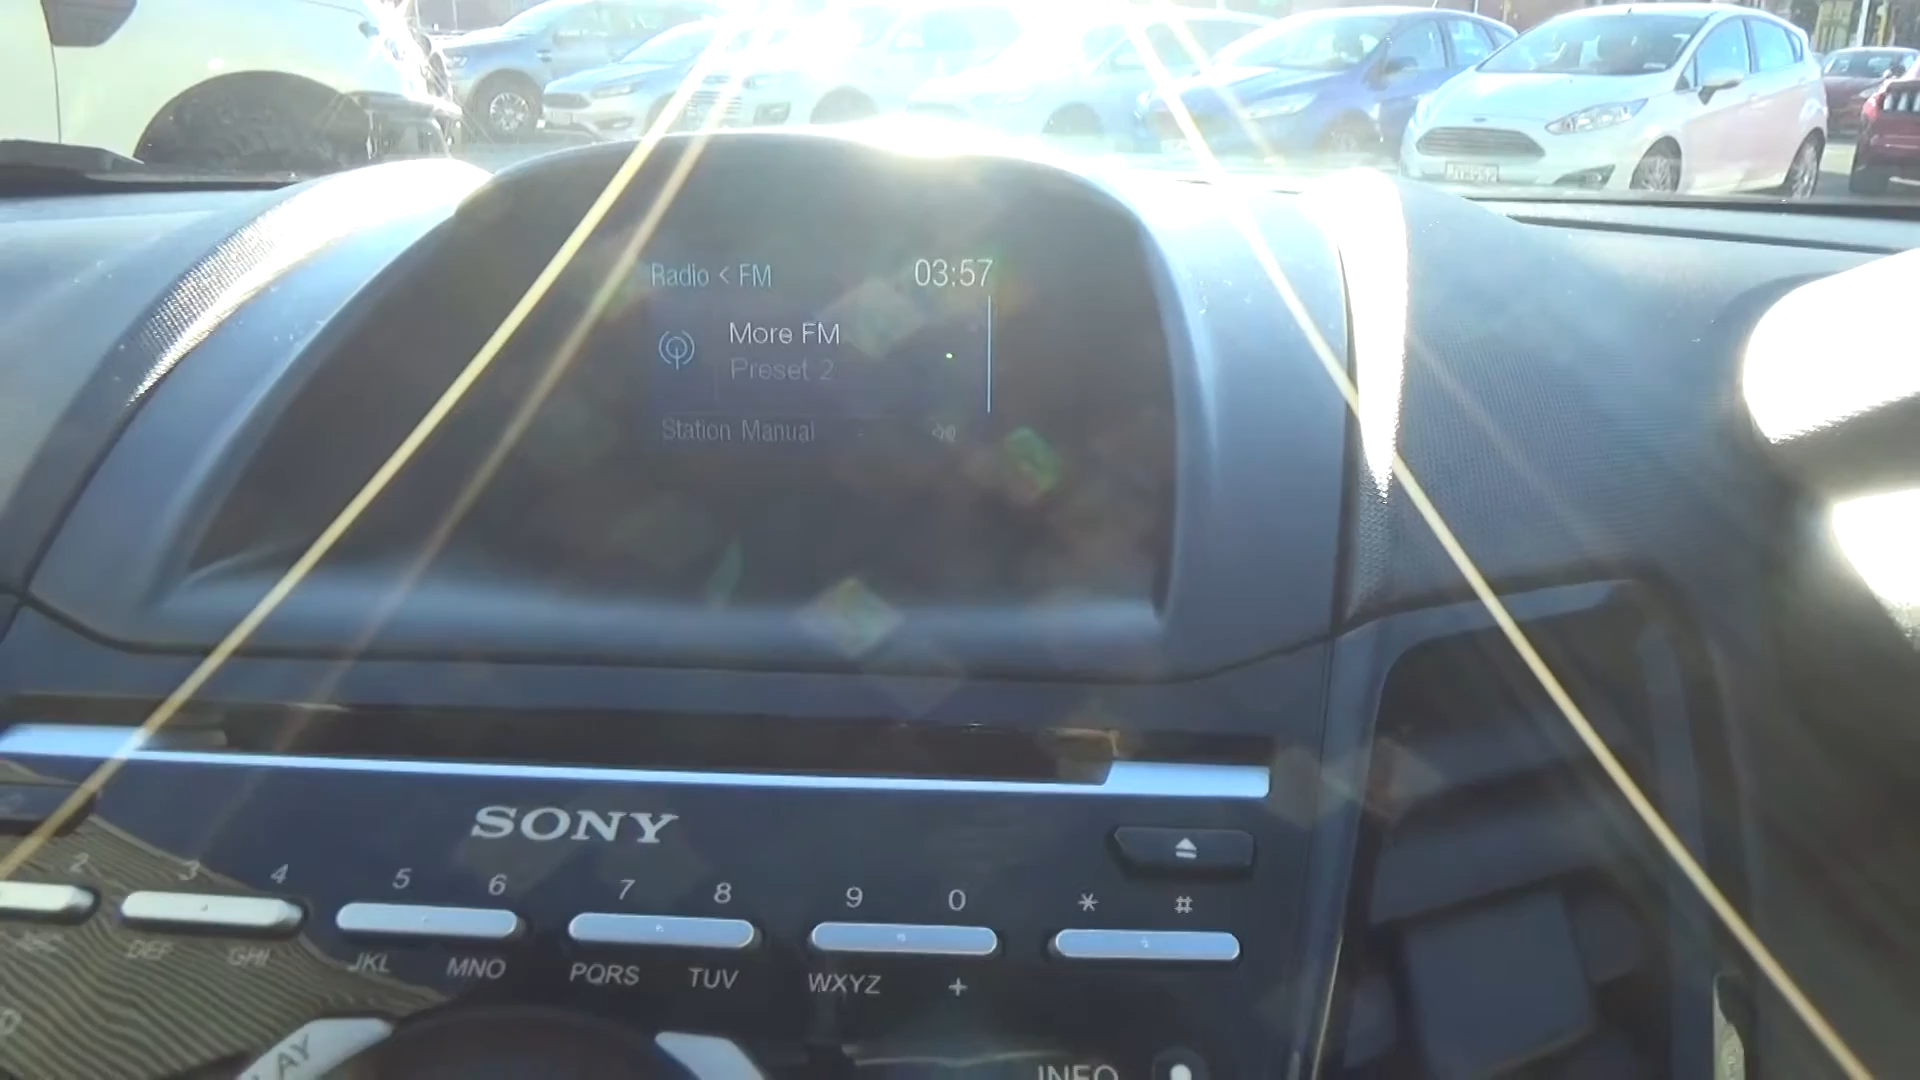 Radio < FM 03:57
More FM
Preset 2
Station Manual
SONY
2 3 4 5 6 7 8 9 0 * #
DEF GHI JKL MNO PQRS TUV WXYZ +
INFO